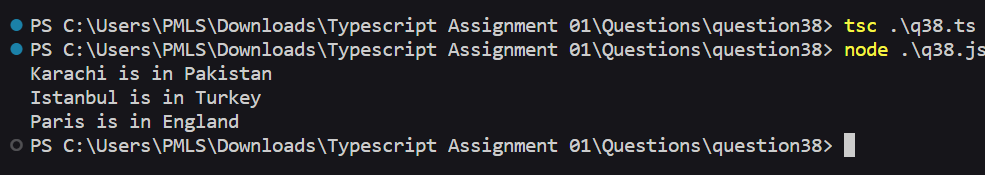 PS C:\Users\PMLS\Downloads\Typescript Assignment 01\Questions\question38> tsc .\q38.ts
PS C:\Users\PMLS\Downloads\Typescript Assignment 01\Questions\question38> node .\q38.js
Karachi is in Pakistan
Istanbul is in Turkey
Paris is in England
PS C:\Users\PMLS\Downloads\Typescript Assignment 01\Questions\question38>